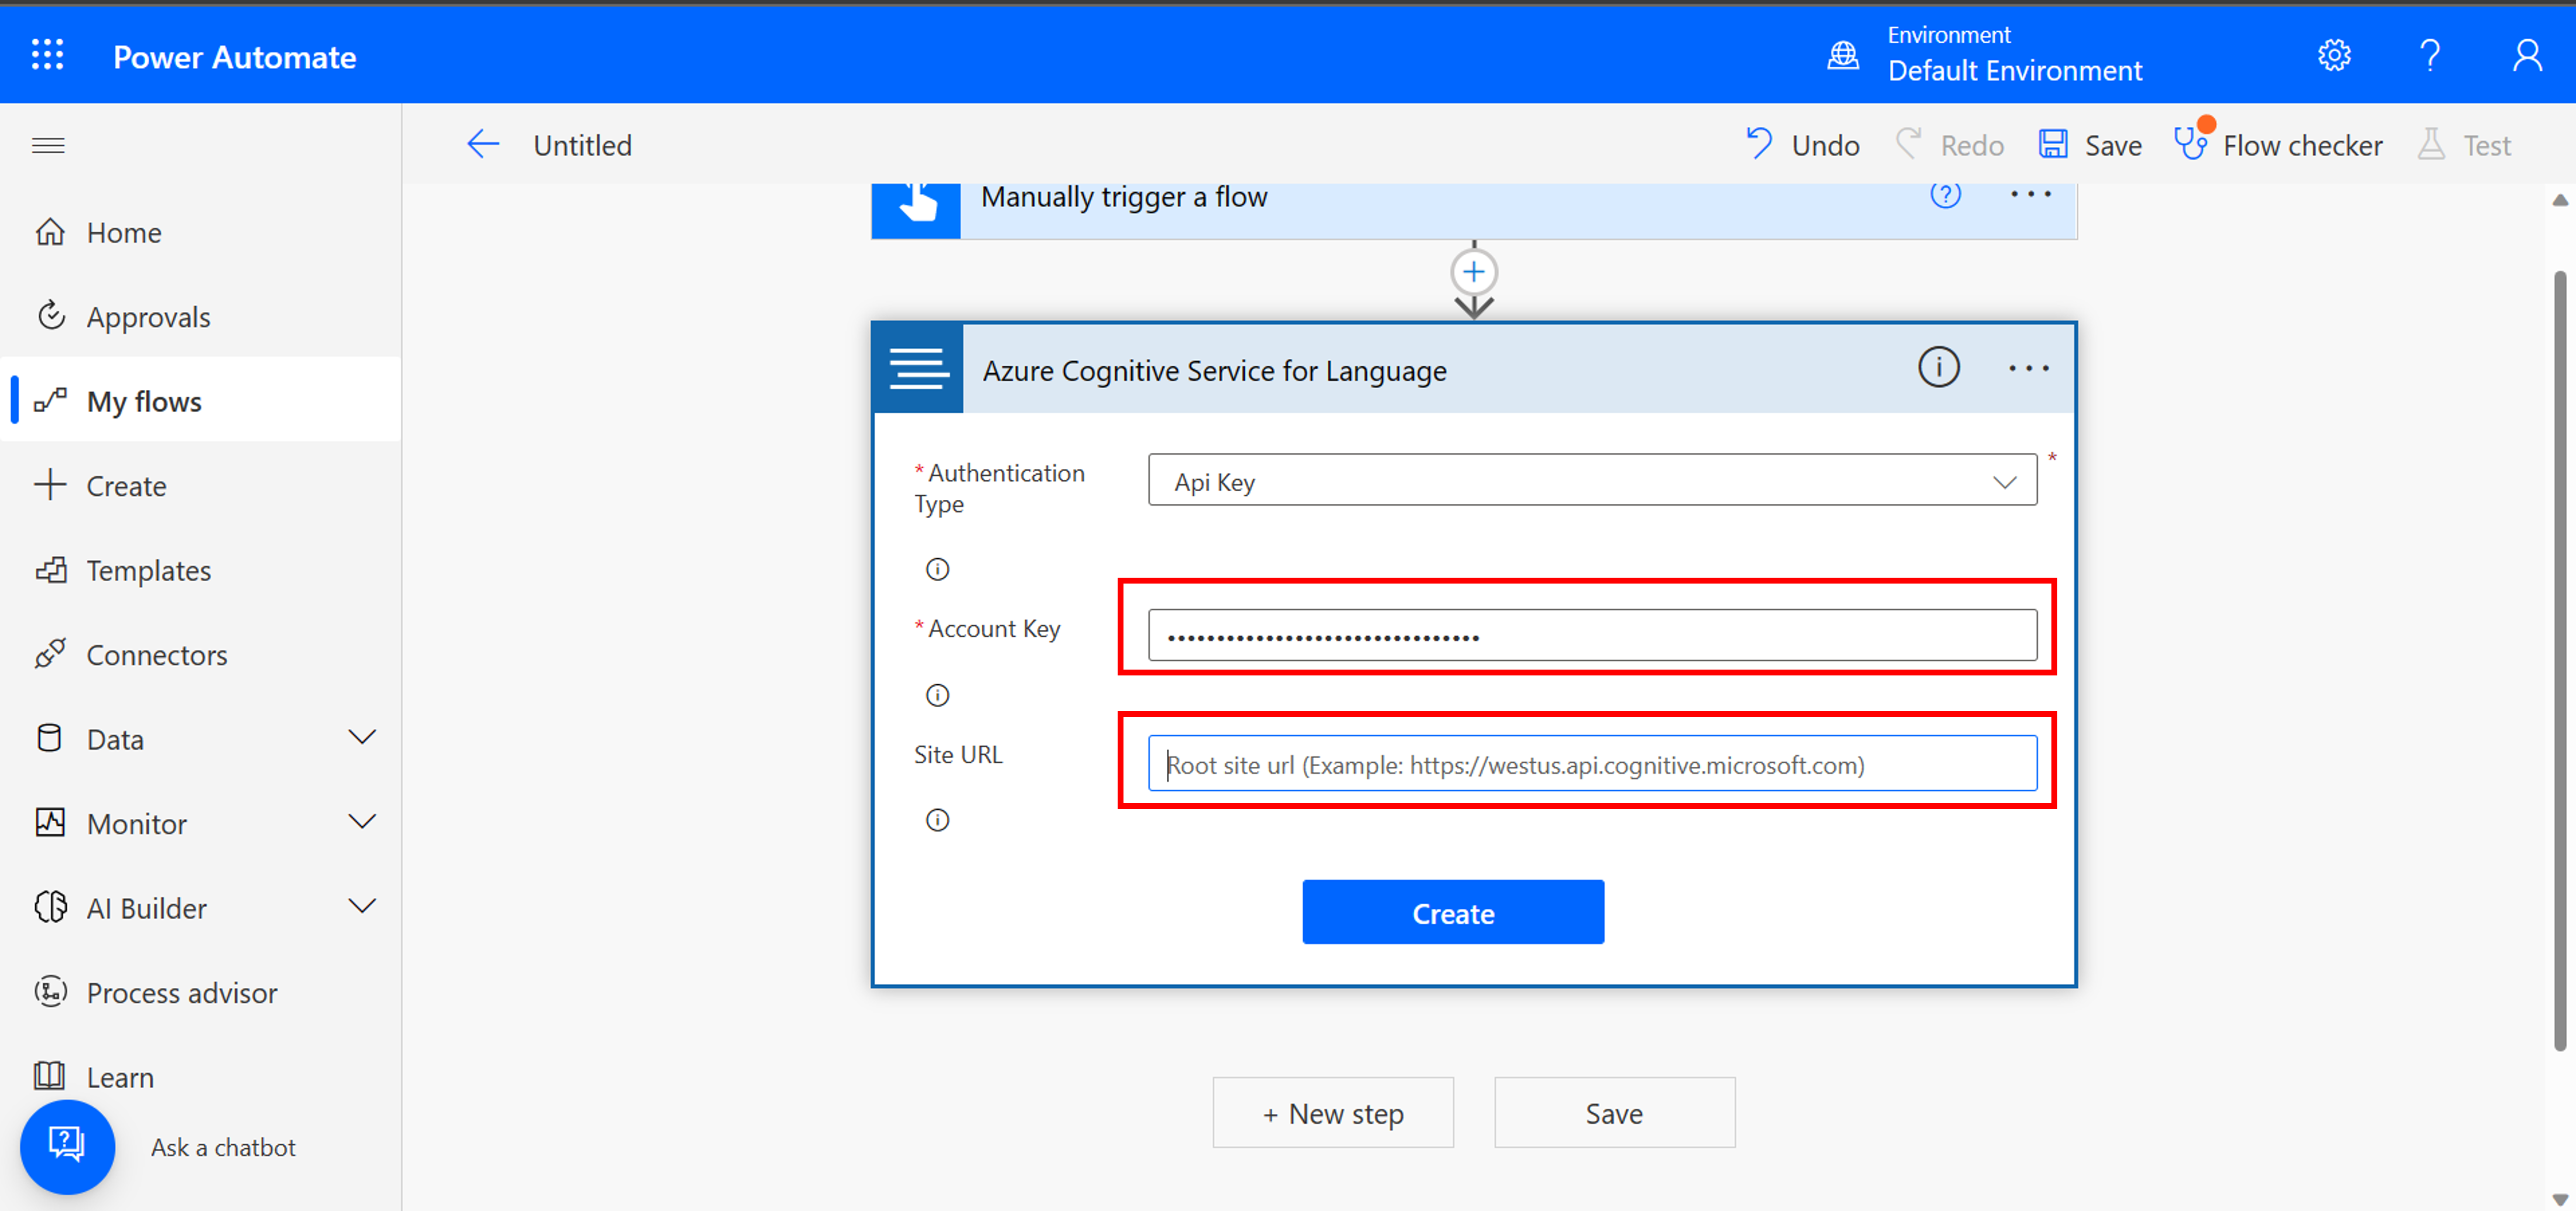 Power Automate
Environment
Default Environment
Untitled
Undo
Redo
Save
Flow checker
Test
Home
Approvals
My flows
Create
Templates
Connectors
Data
Monitor
AI Builder
Process advisor
Learn
Ask a chatbot
Manually trigger a flow
Azure Cognitive Service for Language
* Authentication
Type
Api Key
*
* Account Key
••••••••••••••••••••••••••••••••
Site URL
Root site url (Example: https://westus.api.cognitive.microsoft.com)
Create
+ New step
Save